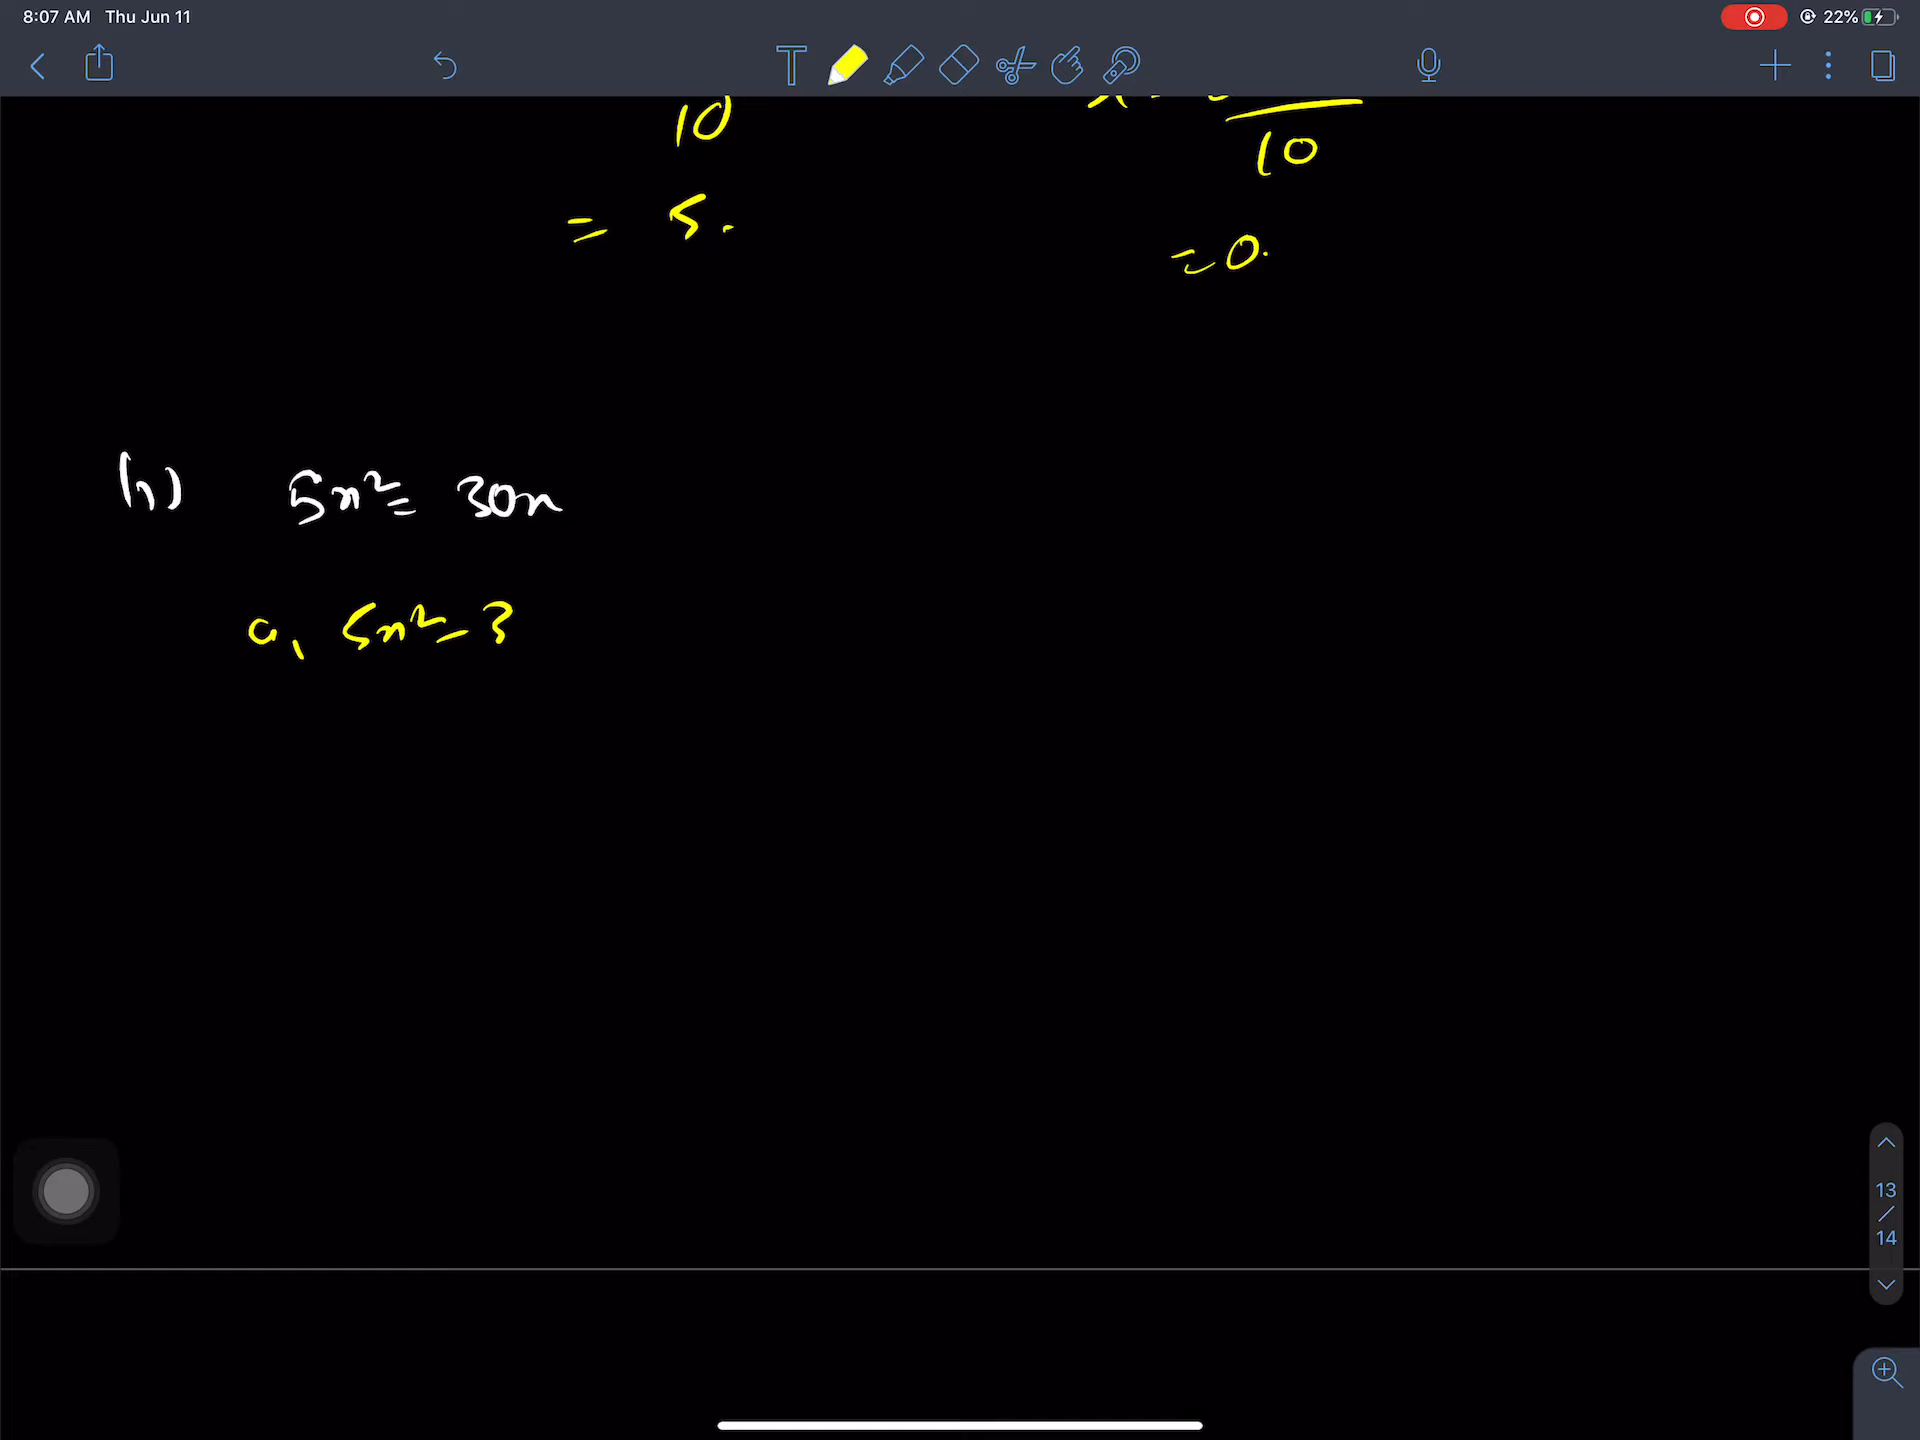 8:07 AM Thu Jun 11
22%
10
10
= 5.
= 0.
h) 5x² = 30x
a, 5x² - 3
13
/
14